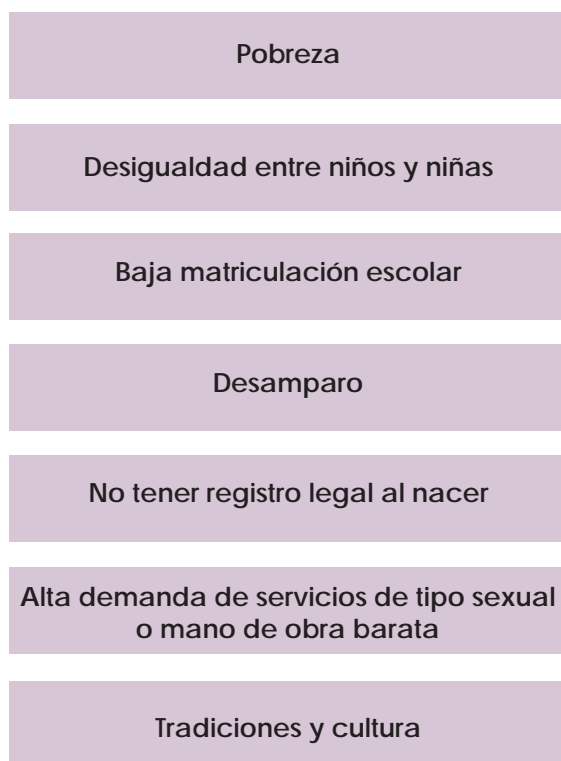 Pobreza
Desigualdad entre niños y niñas
Baja matriculación escolar
Desamparo
No tener registro legal al nacer
Alta demanda de servicios de tipo sexual
o mano de obra barata
Tradiciones y cultura